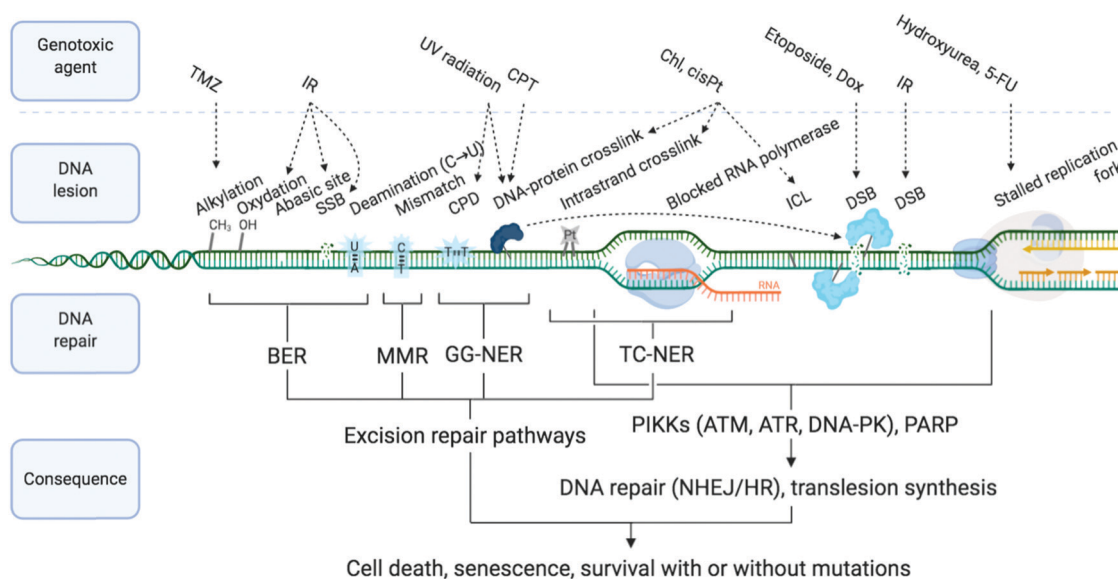 Genotoxic
agent
TMZ
IR
UV radiation
CPT
Chl, cisPt
Etoposide, Dox
IR
Hydroxyurea, 5-FU
DNA
lesion
Alkylation
Oxydation
Abasic site
SSB
Deamination (C→U)
Mismatch
CPD
DNA-protein crosslink
Intrastrand crosslink
Blocked RNA polymerase
ICL
DSB
DSB
Stalled replication
fork
CH₃
OH
U
A
C
T
T
T
Pt
RNA
DNA
repair
BER
MMR
GG-NER
TC-NER
Excision repair pathways
PIKKs (ATM, ATR, DNA-PK), PARP
Consequence
DNA repair (NHEJ/HR), translesion synthesis
Cell death, senescence, survival with or without mutations